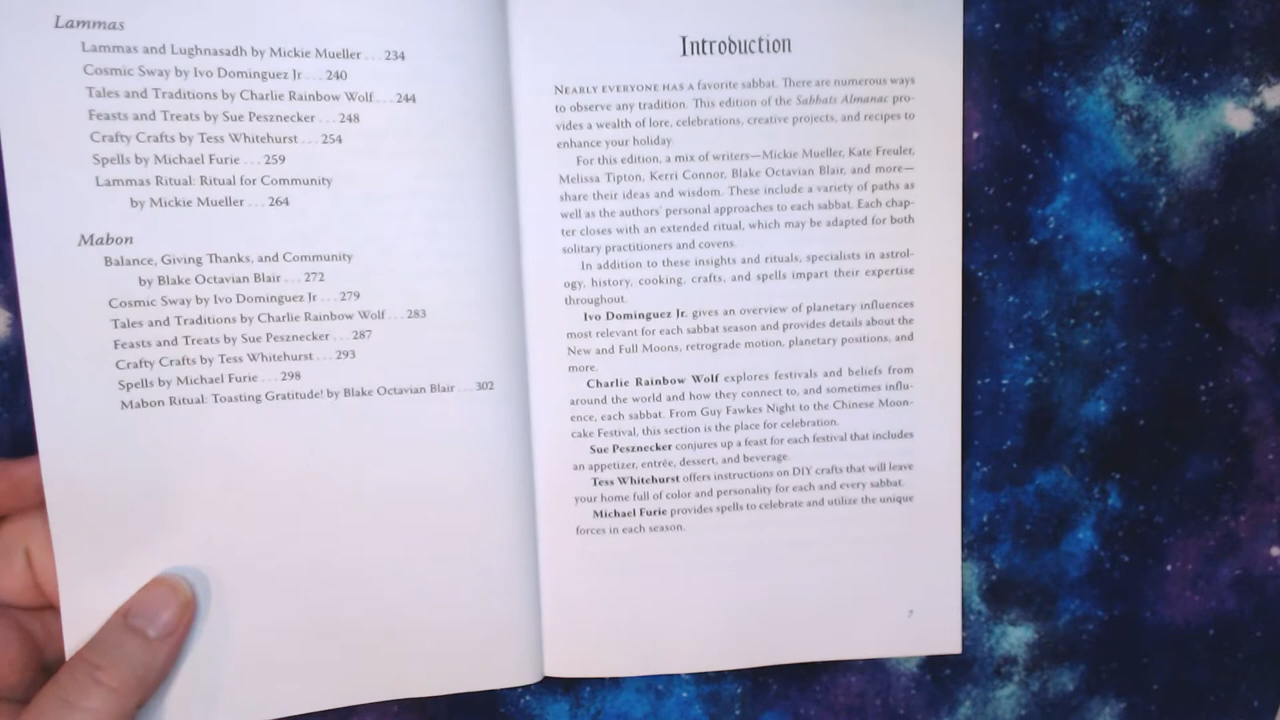 Lammas
Lammas and Lughnasadh by Mickie Mueller . . . 234
Cosmic Sway by Ivo Dominguez Jr . . . 240
Tales and Traditions by Charlie Rainbow Wolf . . . 244
Feasts and Treats by Sue Pesznecker . . . 248
Crafty Crafts by Tess Whitehurst . . . 254
Spells by Michael Furie . . . 259
Lammas Ritual: Ritual for Community
by Mickie Mueller . . . 264
Mabon
Balance, Giving Thanks, and Community
by Blake Octavian Blair . . . 272
Cosmic Sway by Ivo Dominguez Jr . . . 279
Tales and Traditions by Charlie Rainbow Wolf . . . 283
Feasts and Treats by Sue Pesznecker . . . 287
Crafty Crafts by Tess Whitehurst . . . 293
Spells by Michael Furie . . . 298
Mabon Ritual: Toasting Gratitude! by Blake Octavian Blair . . . 302
Introduction
NEARLY EVERYONE HAS A favorite sabbat. There are numerous ways
to observe any tradition. This edition of the Sabbats Almanac pro-
vides a wealth of lore, celebrations, creative projects, and recipes to
enhance your holiday.
For this edition, a mix of writers—Mickie Mueller, Kate Freuler,
Melissa Tipton, Kerri Connor, Blake Octavian Blair, and more—
share their ideas and wisdom. These include a variety of paths as
well as the authors' personal approaches to each sabbat. Each chap-
ter closes with an extended ritual, which may be adapted for both
solitary practitioners and covens.
In addition to these insights and rituals, specialists in astrol-
ogy, history, cooking, crafts, and spells impart their expertise
throughout.
Ivo Dominguez Jr. gives an overview of planetary influences
most relevant for each sabbat season and provides details about the
New and Full Moons, retrograde motion, planetary positions, and
more.
Charlie Rainbow Wolf explores festivals and beliefs from
around the world and how they connect to, and sometimes influ-
ence, each sabbat. From Guy Fawkes Night to the Chinese Moon-
cake Festival, this section is the place for celebration.
Sue Pesznecker conjures up a feast for each festival that includes
an appetizer, entrée, dessert, and beverage.
Tess Whitehurst offers instructions on DIY crafts that will leave
your home full of color and personality for each and every sabbat.
Michael Furie provides spells to celebrate and utilize the unique
forces in each season.
7